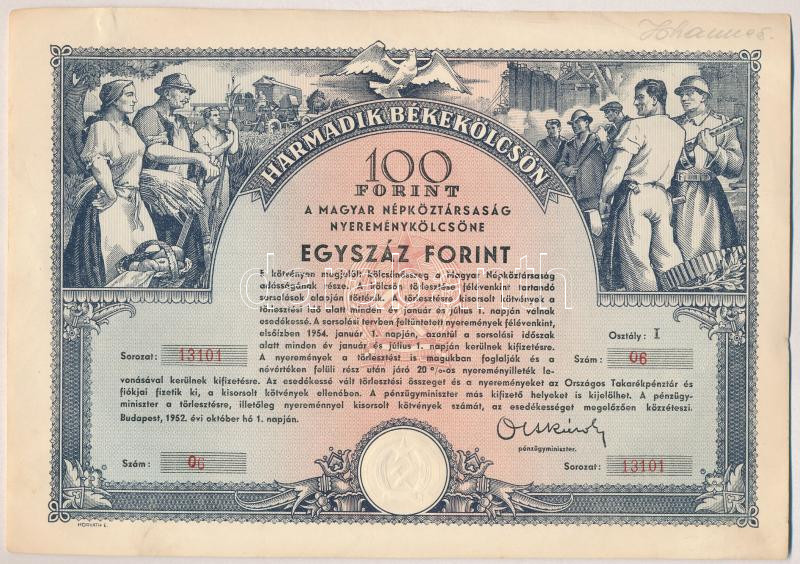 HARMADIK BÉKEKÖLCSÖN
100
FORINT
A MAGYAR NÉPKÖZTÁRSASÁG
NYEREMÉNYKÖLCSÖNE
EGYSZÁZ FORINT
E kötvényen megjelölt kölcsönösszeg a Magyar Népköztársaság
adósságának része. A kölcsön törlesztése félévenkint tartandó
sorsolások alapján történik. A törlesztésre kisorsolt kötvények a
törlesztési idő alatt minden év január és július 1. napján válnak
esedékessé. A sorsolási tervben feltüntetett nyeremények félévenkint,
elsőízben 1954. január 1. napján, azontúl a sorsolási időszak
alatt minden év január és július 1. napján kerülnek kifizetésre.
A nyeremények a törlesztést is magukban foglalják és a
névértéken felüli rész után járó 20 %-os nyereményilleték le-
vonásával kerülnek kifizetésre. Az esedékessé vált törlesztési összeget és a nyereményeket az Országos Takarékpénztár és
fiókjai fizetik ki, a kisorsolt kötvények ellenében. A pénzügyminiszter más kifizető helyeket is kijelölhet. A pénzügy-
miniszter a törlesztésre, illetőleg nyereménnyel kisorsolt kötvények számát, az esedékességet megelőzően közzéteszi.
Budapest, 1952. évi október hó 1. napján.
Osztály: I
Sorozat: 13101
Szám: 06
pénzügyminiszter.
Szám: 06
Sorozat: 13101
HORVÁTH E.